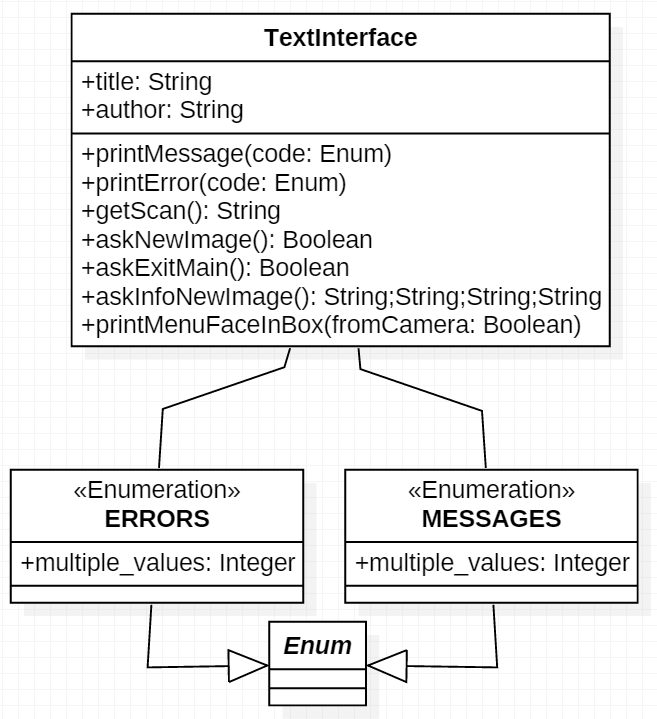 TextInterface
+title: String
+author: String
+printMessage(code: Enum)
+printError(code: Enum)
+getScan(): String
+askNewImage(): Boolean
+askExitMain(): Boolean
+askInfoNewImage(): String;String;String;String
+printMenuFaceInBox(fromCamera: Boolean)
«Enumeration»
ERRORS
+multiple_values: Integer
«Enumeration»
MESSAGES
+multiple_values: Integer
Enum